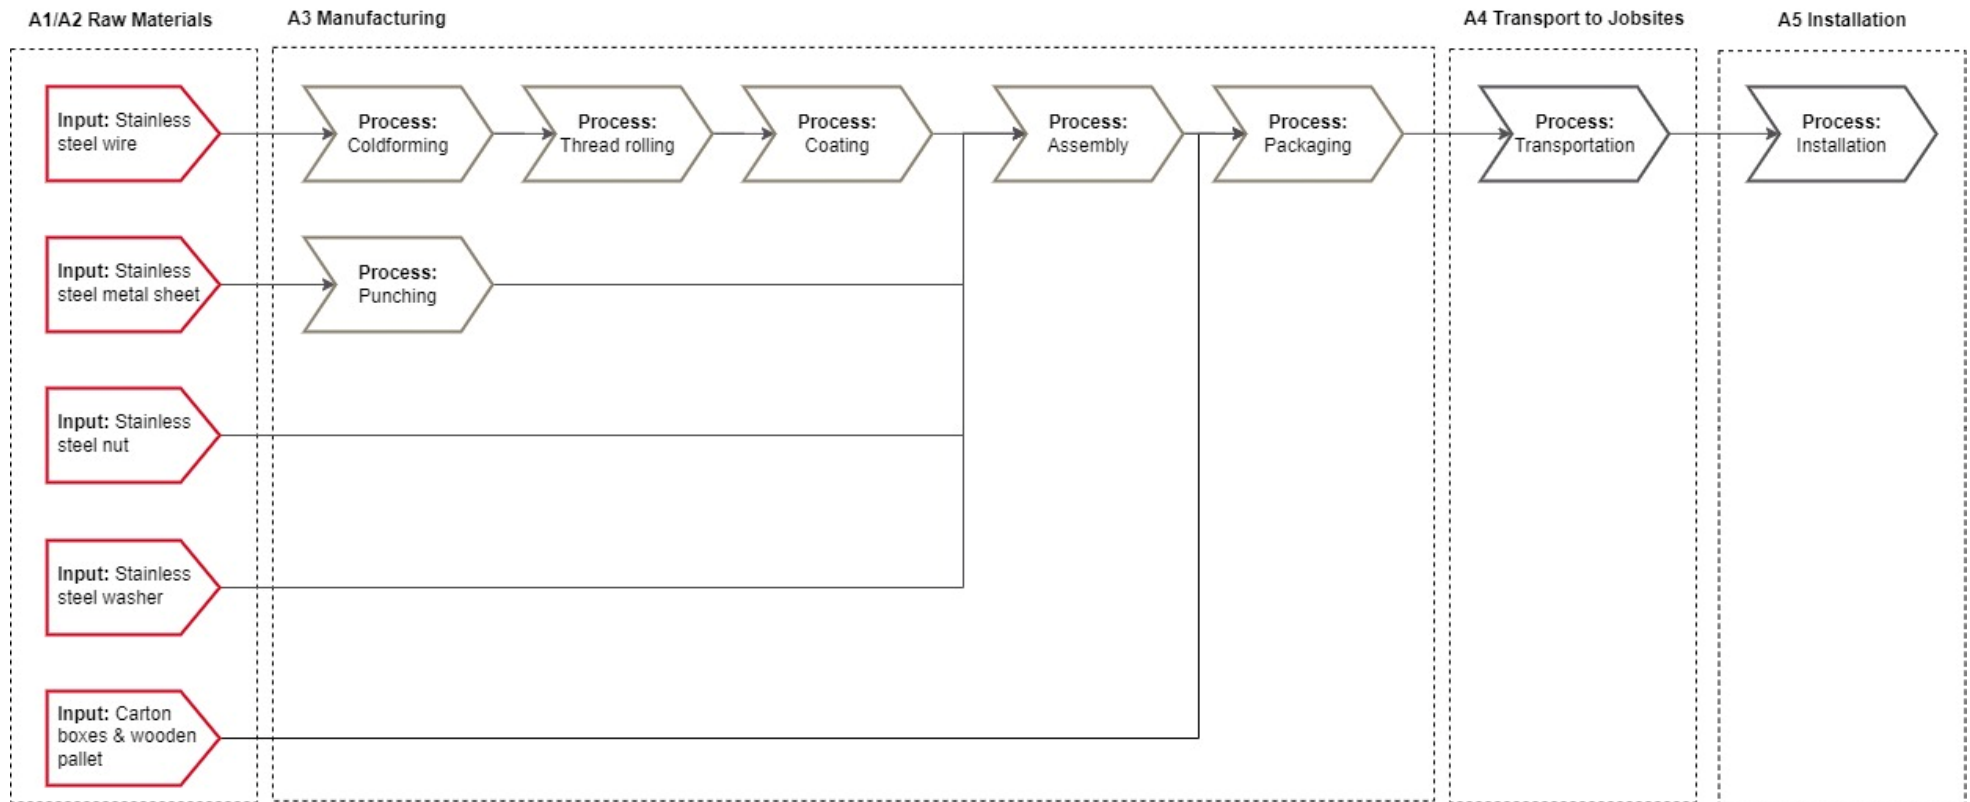 A1/A2 Raw Materials
A3 Manufacturing
A4 Transport to Jobsites
A5 Installation
Input: Stainless
steel wire
Process:
Coldforming
Process:
Thread rolling
Process:
Coating
Process:
Assembly
Process:
Packaging
Process:
Transportation
Process:
Installation
Input: Stainless
steel metal sheet
Process:
Punching
Input: Stainless
steel nut
Input: Stainless
steel washer
Input: Carton
boxes & wooden
pallet